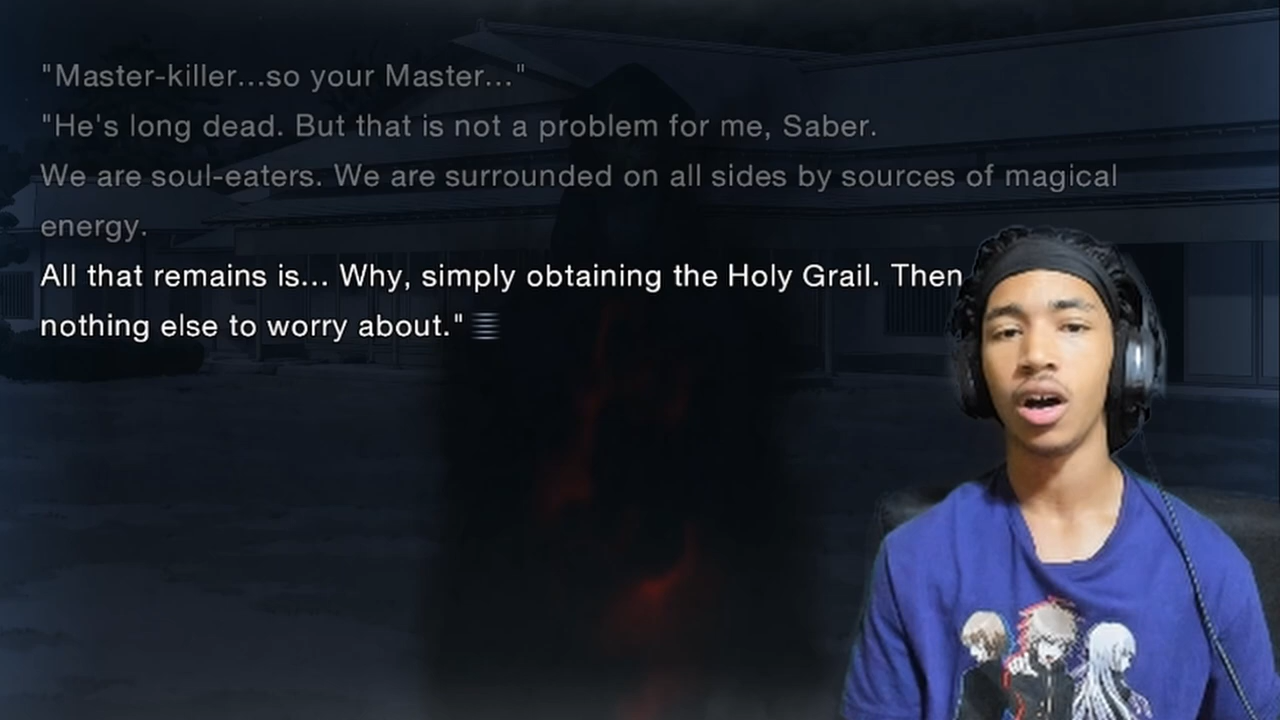 "Master-killer...so your Master..."
"He's long dead. But that is not a problem for me, Saber.
We are soul-eaters. We are surrounded on all sides by sources of magical
energy.
All that remains is... Why, simply obtaining the Holy Grail. Then
nothing else to worry about."